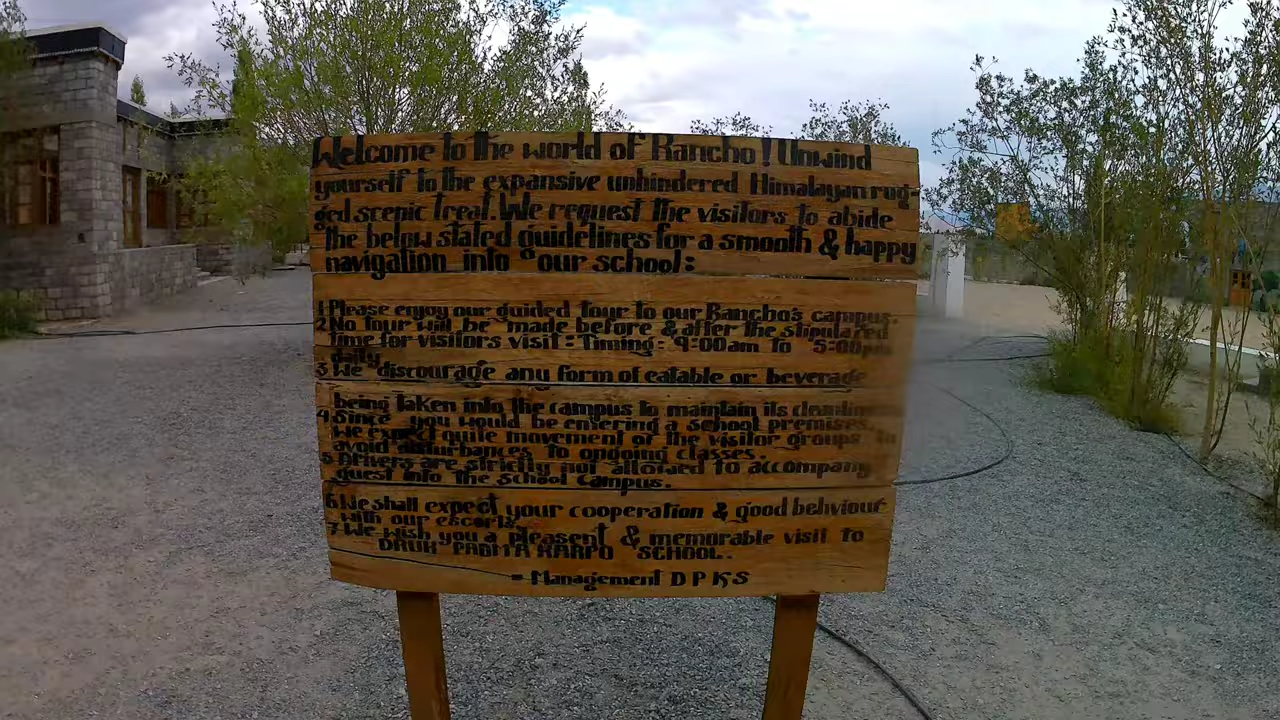 Welcome to the world of Rancho! Unwind
yourself to the expansive unhindered Himalayan rug-
ged scenic treat. We request the visitors to abide
the below stated guidelines for a smooth & happy
navigation into our school:
1 Please enjoy our guided tour to our Rancho's campus.
2 No tour will be made before & after the stipulated
time for visitors visit: Timing: 9:00am to 5:00pm
daily
3 We discourage any form of eatable or beverage
being taken into the campus to maintain its cleanliness
4 Since you would be entering a school premises.
we expect quite movement of the visitor groups to
avoid disturbances to ongoing classes.
5 Drivers are strictly not allowed to accompany
guest into the school campus.
6 We shall expect your cooperation & good behviour
with our escorts.
7 We wish you a pleasent & memorable visit to
DRUK PADMA KARPO SCHOOL.
- Management D P K S